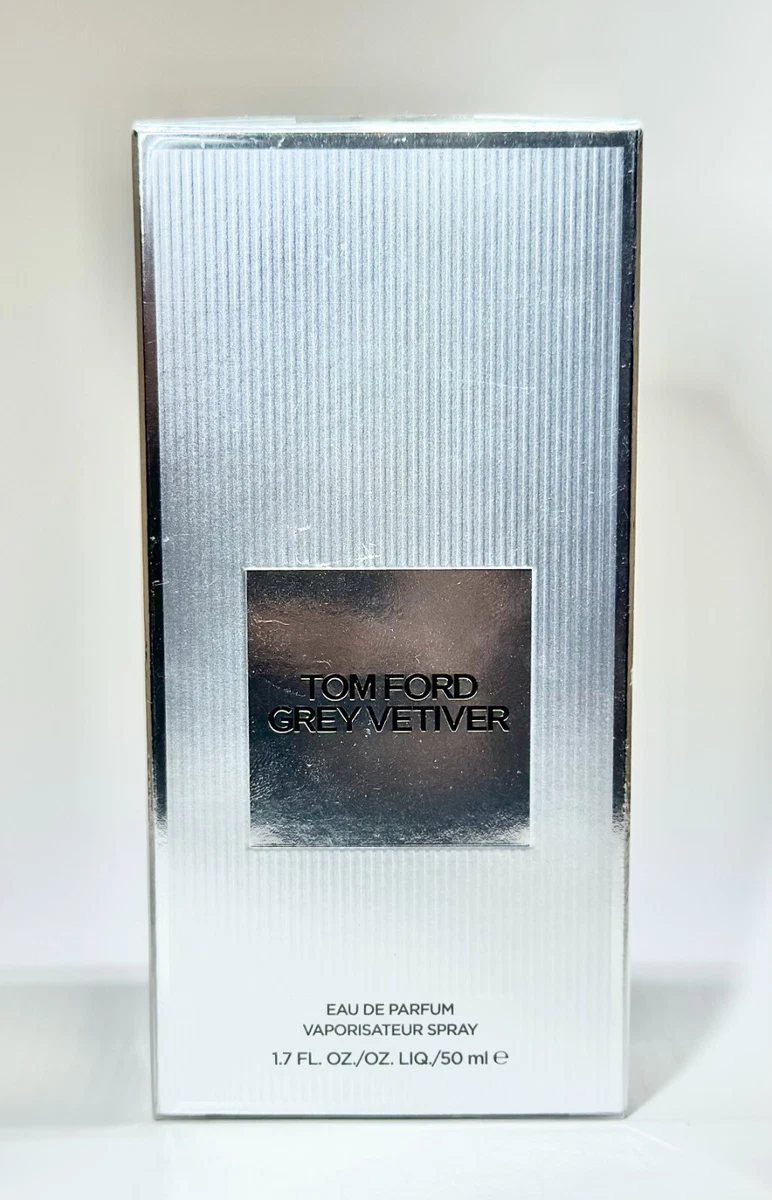 TOM FORD
GREY VETIVER
EAU DE PARFUM
VAPORISATEUR SPRAY
1.7 FL. OZ./OZ. LIQ./50 ml ℮